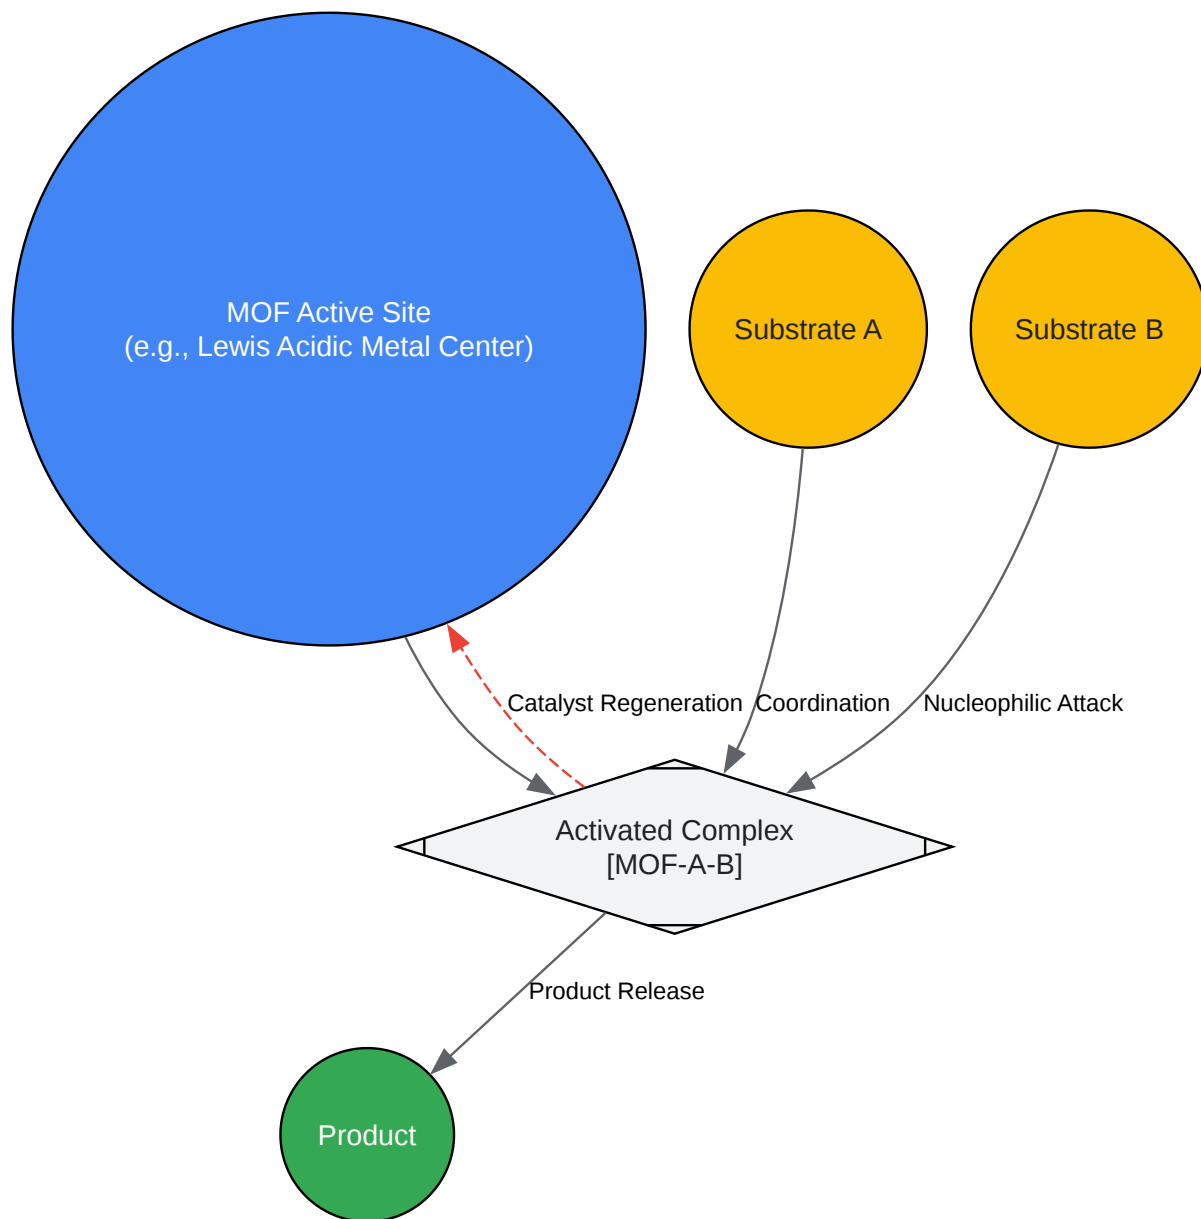 MOF Active Site
(e.g., Lewis Acidic Metal Center)
Substrate A
Substrate B
Catalyst Regeneration
Coordination
Nucleophilic Attack
Activated Complex
[MOF-A-B]
Product Release
Product